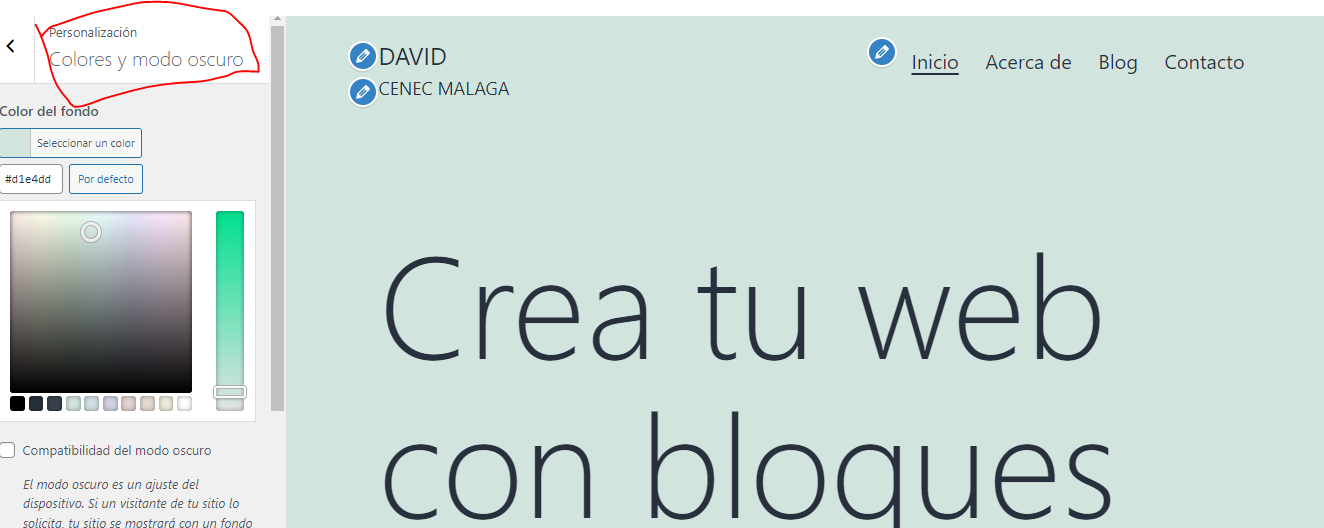 Personalización
Colores y modo oscuro
Color del fondo
Seleccionar un color
#d1e4dd
Por defecto
Compatibilidad del modo oscuro
El modo oscuro es un ajuste del
dispositivo. Si un visitante de tu sitio lo
solicita, tu sitio se mostrará con un fondo
DAVID
CENEC MALAGA
Inicio Acerca de Blog Contacto
Crea tu web
con bloques